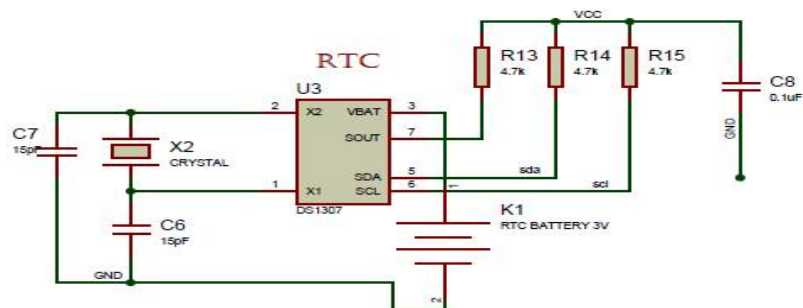 VCC
RTC
R13
4.7k
R14
4.7k
R15
4.7k
C8
0.1uF
GND
U3
2
X2
VBAT
3
SOUT
7
C7
15pF
X2
CRYSTAL
SDA
5
sda
1
X1
SCL
6
scl
DS1307
1
K1
RTC BATTERY 3V
C6
15pF
GND
2